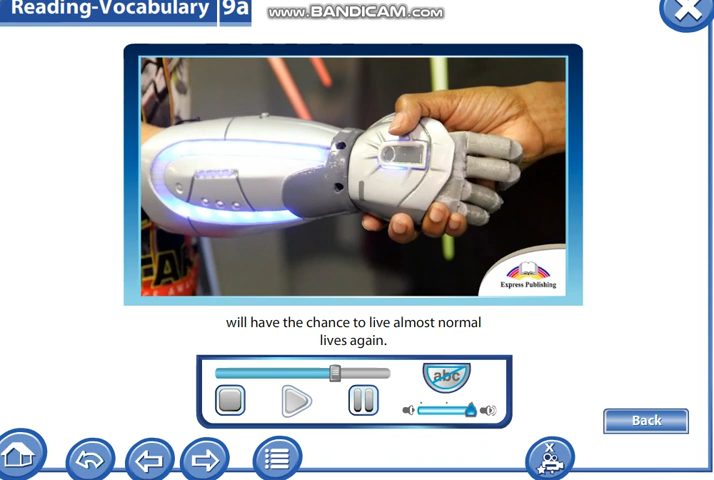 Reading-Vocabulary 9a
www.BANDICAM.com
Express Publishing
will have the chance to live almost normal
lives again.
abc
Back
X